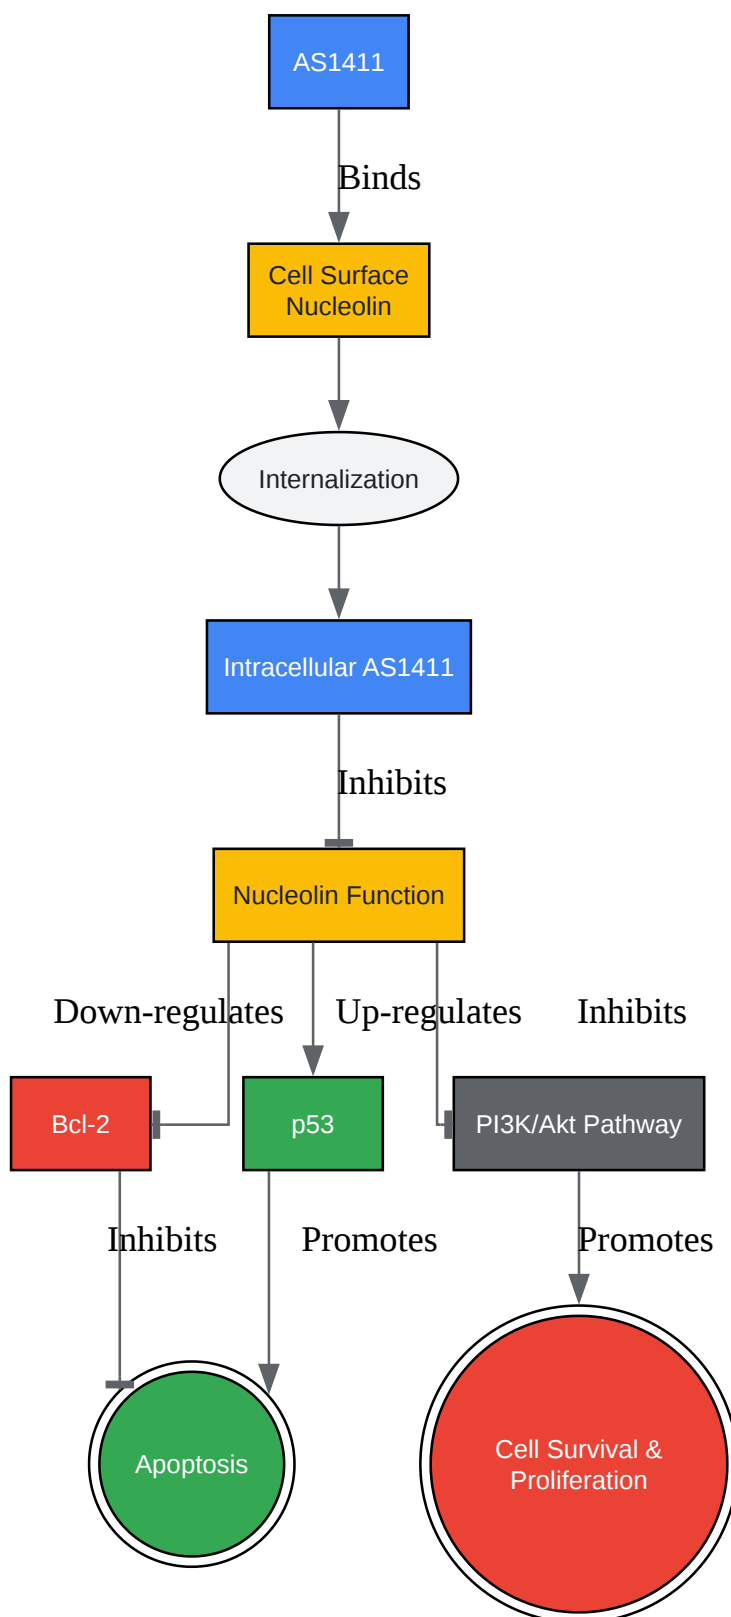 AS1411
Binds
Cell Surface
Nucleolin
Internalization
Intracellular AS1411
Inhibits
Nucleolin Function
Down-regulates
Up-regulates
Inhibits
Bcl-2
p53
PI3K/Akt Pathway
Inhibits
Promotes
Promotes
Apoptosis
Cell Survival &
Proliferation